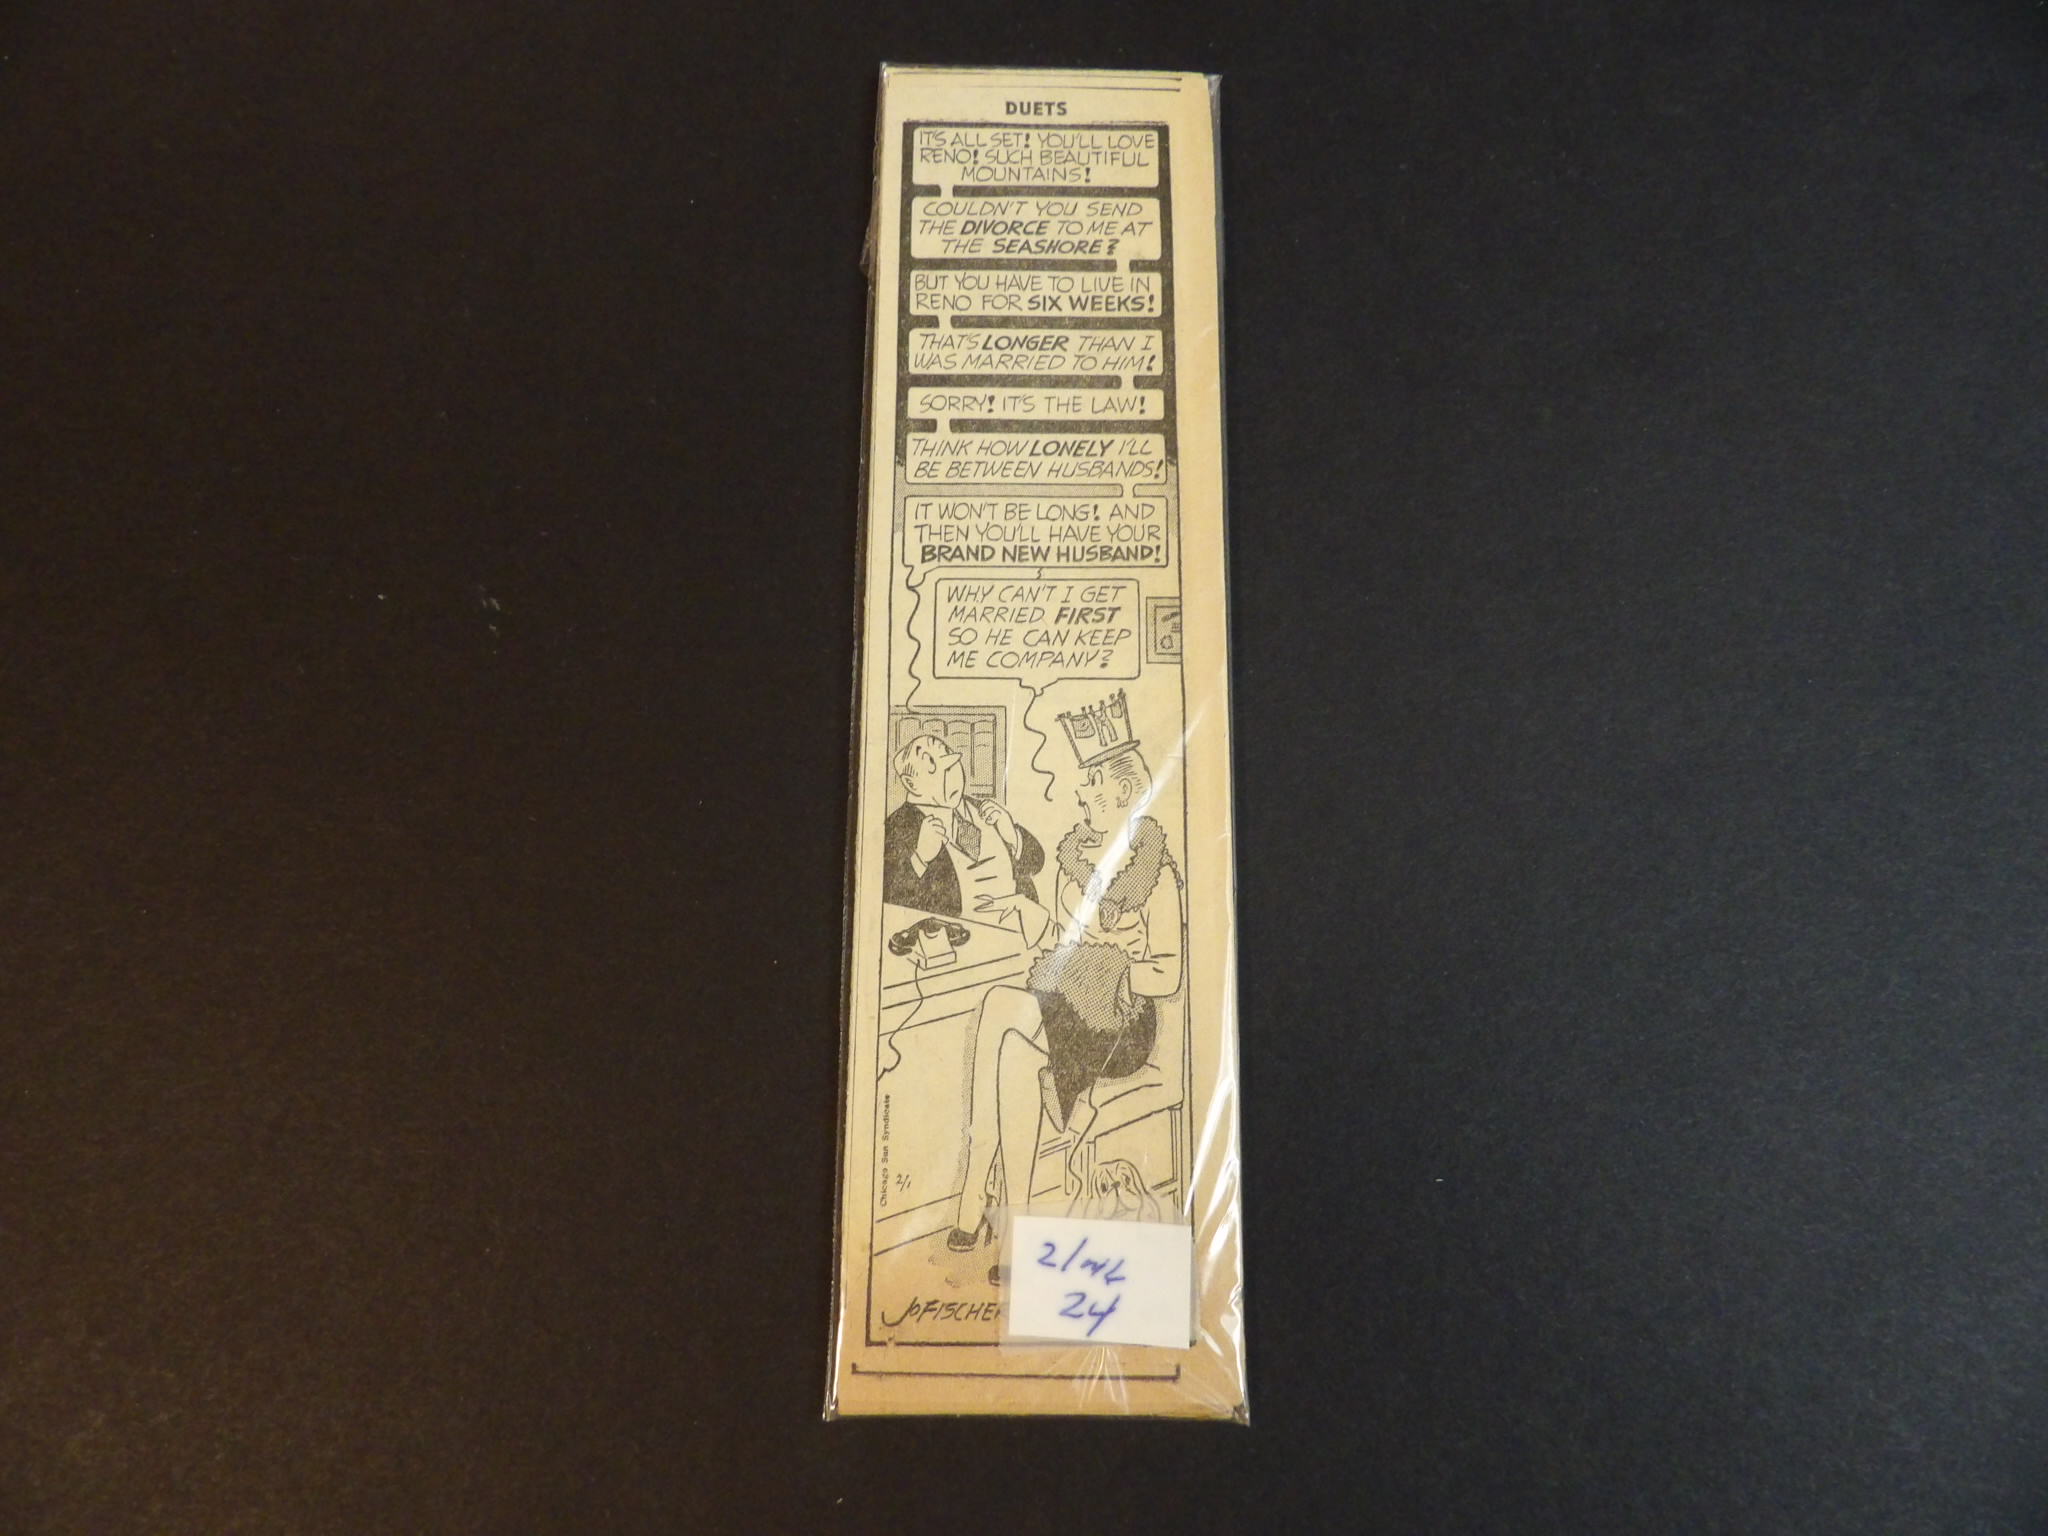 DUETS
IT'S ALL SET! YOU'LL LOVE
RENO! SUCH BEAUTIFUL
MOUNTAINS!
COULDN'T YOU SEND
THE DIVORCE TO ME AT
THE SEASHORE?
BUT YOU HAVE TO LIVE IN
RENO FOR SIX WEEKS!
THAT'S LONGER THAN I
WAS MARRIED TO HIM!
SORRY! IT'S THE LAW!
THINK HOW LONELY I'LL
BE BETWEEN HUSBANDS!
IT WON'T BE LONG! AND
THEN YOU'LL HAVE YOUR
BRAND NEW HUSBAND!
WHY CAN'T I GET
MARRIED FIRST
SO HE CAN KEEP
ME COMPANY?
Chicago Sun Syndicate
2/1
JO FISCHER
24